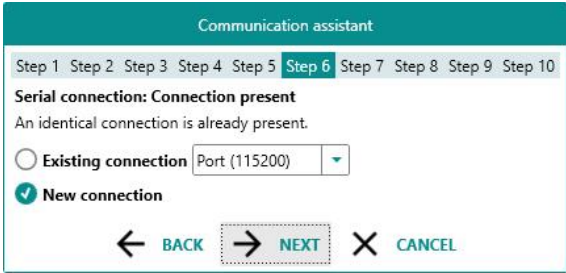 Communication assistant
Step 1 Step 2 Step 3 Step 4 Step 5 Step 6 Step 7 Step 8 Step 9 Step 10
Serial connection: Connection present
An identical connection is already present.
Existing connection Port (115200)
New connection
BACK NEXT CANCEL